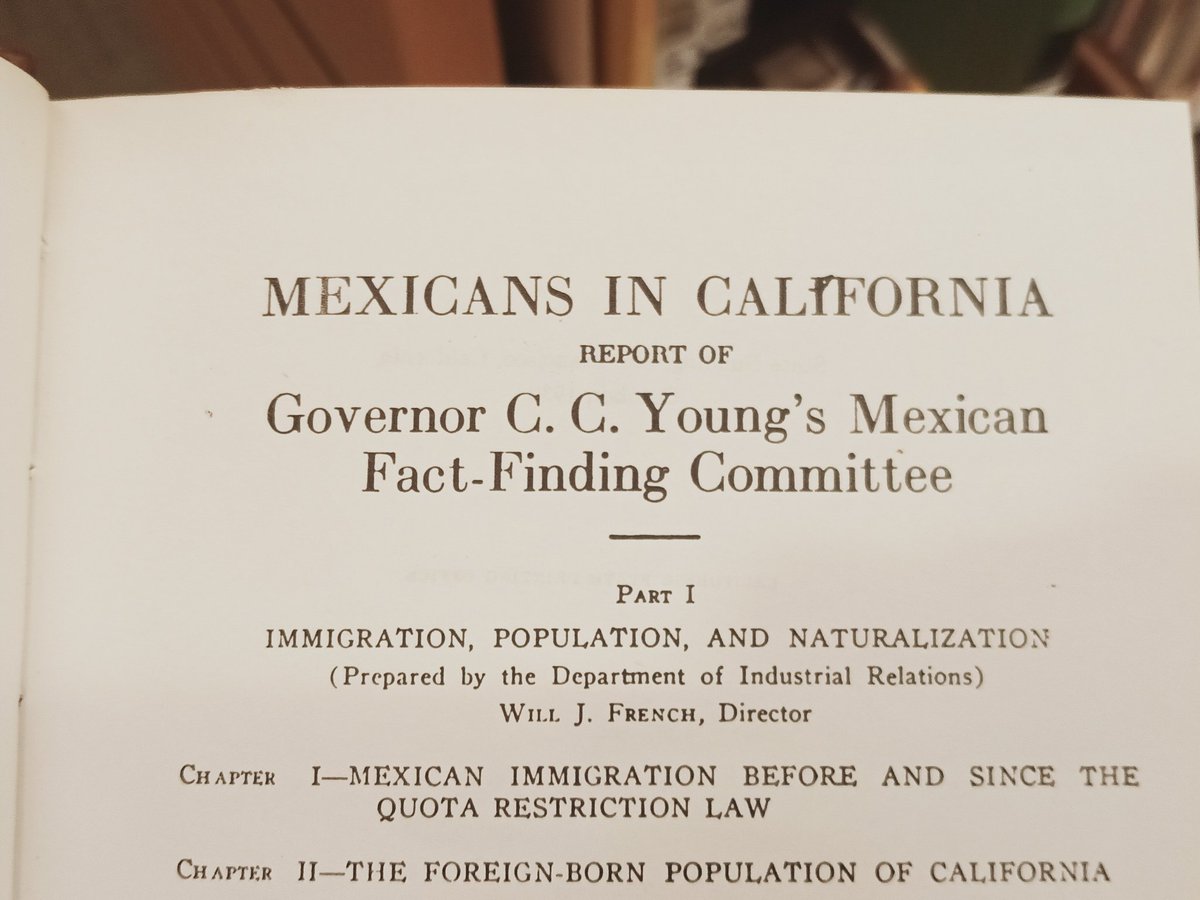 MEXICANS IN CALIFORNIA
REPORT OF
Governor C. C. Young's Mexican
Fact-Finding Committee
PART I
IMMIGRATION, POPULATION, AND NATURALIZATION
(Prepared by the Department of Industrial Relations)
WILL J. FRENCH, Director
CHAPTER I—MEXICAN IMMIGRATION BEFORE AND SINCE THE
QUOTA RESTRICTION LAW
CHAPTER II—THE FOREIGN-BORN POPULATION OF CALIFORNIA